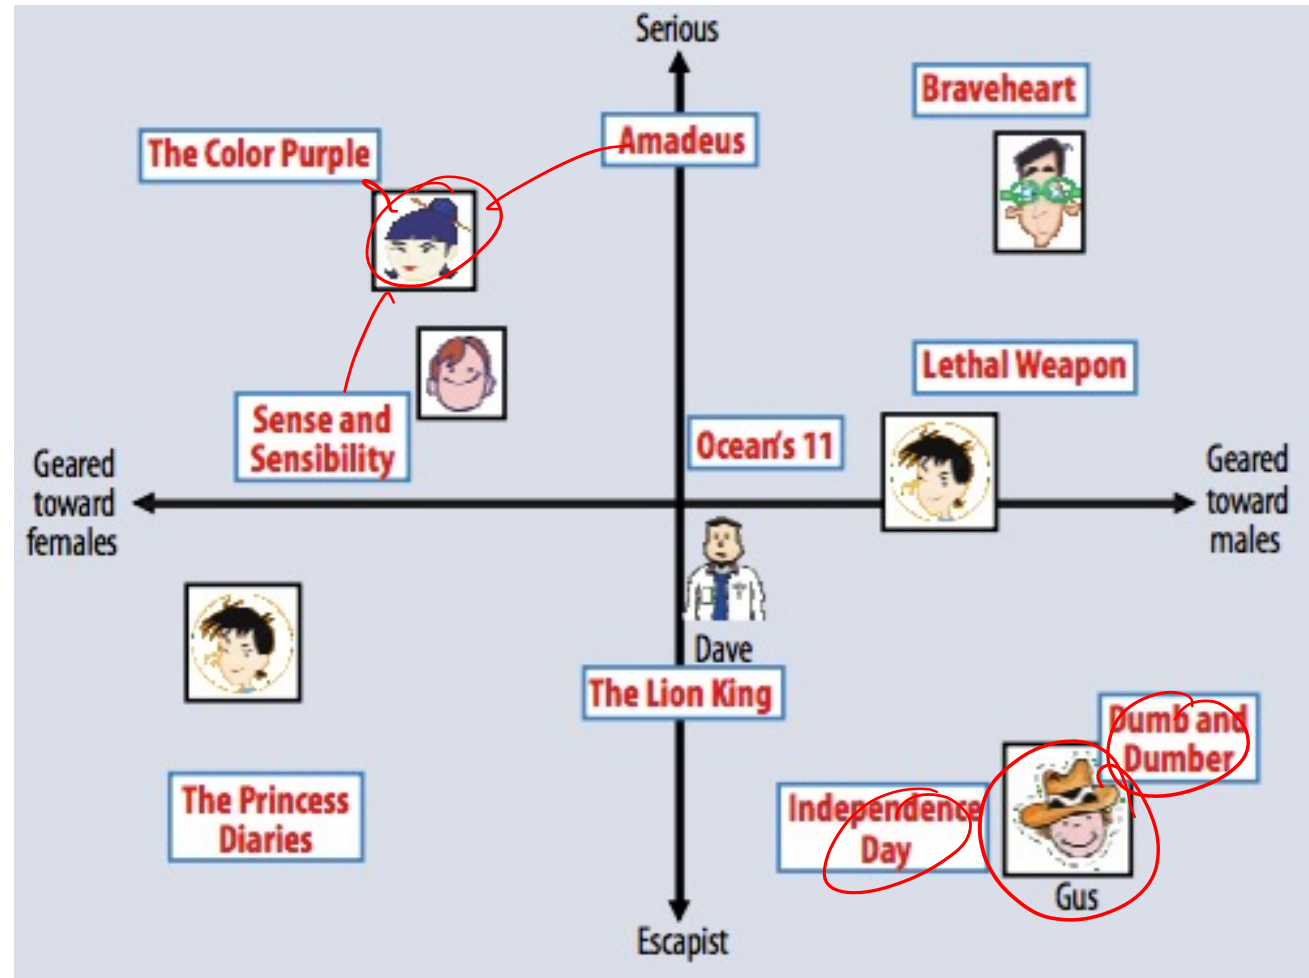 Serious
Braveheart
Amadeus
The Color Purple
Lethal Weapon
Sense and
Sensibility
Ocean's 11
Geared
toward
females
Geared
toward
males
Dave
The Lion King
Dumb and
Dumber
The Princess
Diaries
Independence
Day
Gus
Escapist